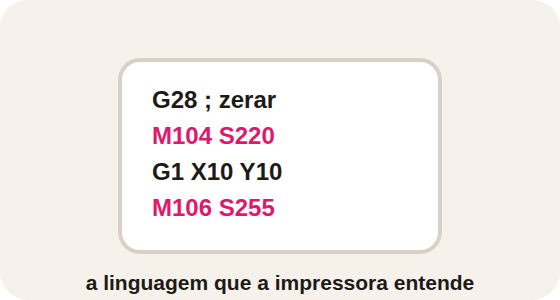 G28 ; zerar
M104 S220
G1 X10 Y10
M106 S255
a linguagem que a impressora entende